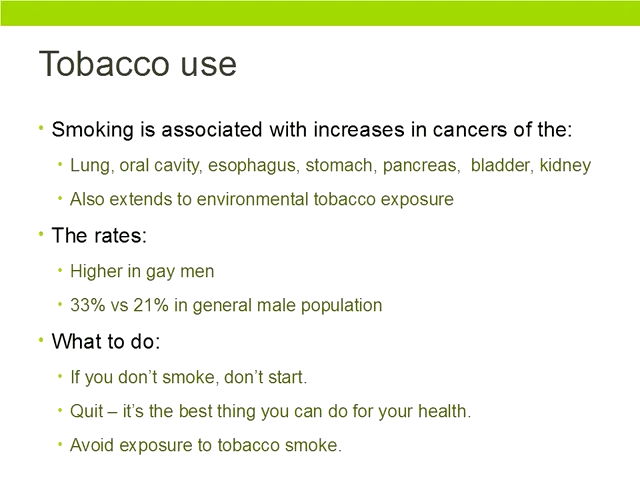 Tobacco use
• Smoking is associated with increases in cancers of the:
• Lung, oral cavity, esophagus, stomach, pancreas, bladder, kidney
• Also extends to environmental tobacco exposure
• The rates:
• Higher in gay men
• 33% vs 21% in general male population
• What to do:
• If you don’t smoke, don’t start.
• Quit – it’s the best thing you can do for your health.
• Avoid exposure to tobacco smoke.